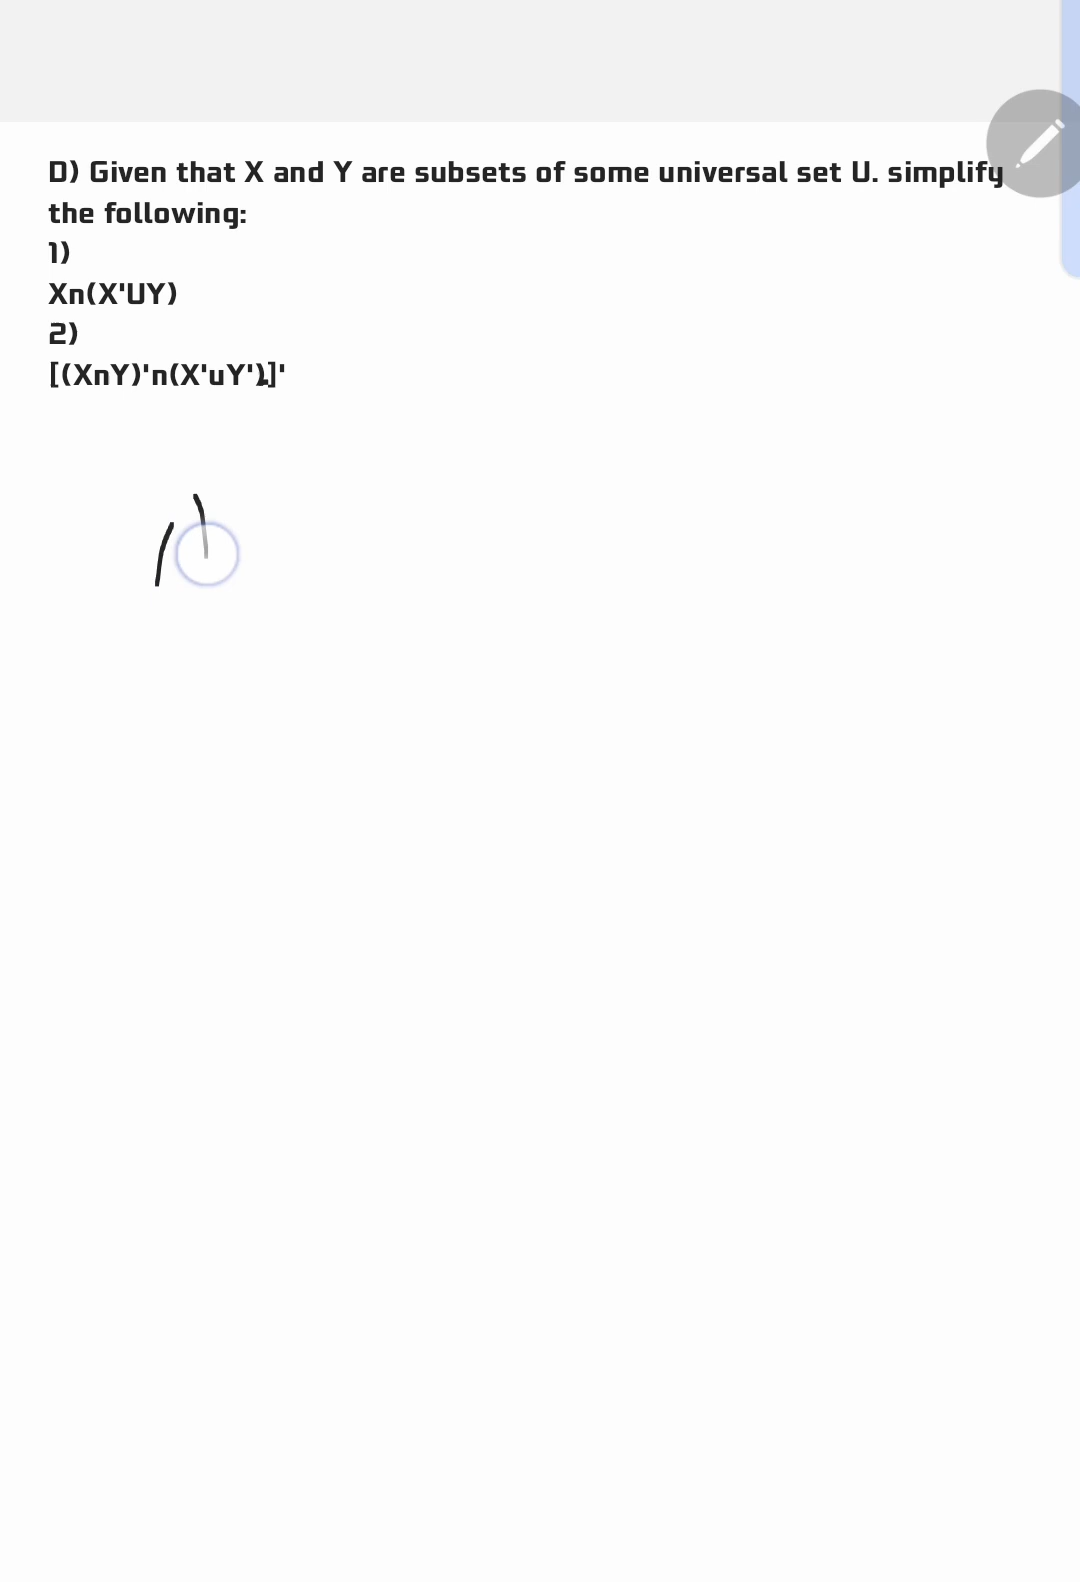 D) Given that X and Y are subsets of some universal set U. simplify
the following:
1)
Xn(X'UY)
2)
[(XnY)'n(X'uY').]'